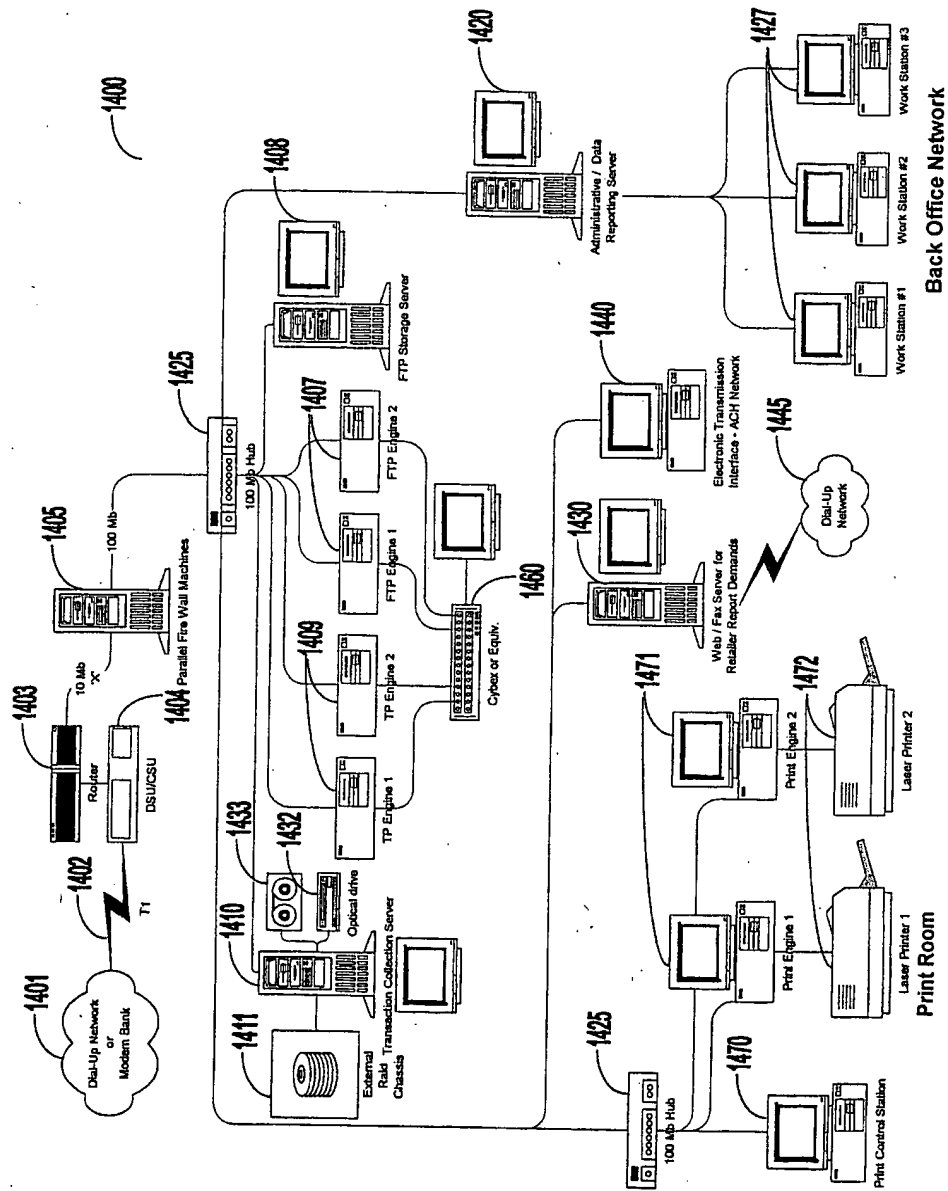 1400
1401
Dial-Up Network
or
Modem Bank
1402
T1
1403
Router
1404
DSU/CSU
10 Mb
"X"
1405
Parallel Fire Wall Machines
100 Mb
1425
100 Mb Hub
1408
FTP Storage Server
1420
Administrative / Data
Reporting Server
1411
External
Raid
Chassis
1410
Transaction Collection Server
1433
1432
Optical drive
1409
TP Engine 1
TP Engine 2
1407
FTP Engine 1
FTP Engine 2
1460
Cybex or Equiv.
1430
Web / Fax Server for
Retailer Report Demands
1440
Electronic Transmission
Interface - ACH Network
1445
Dial-Up
Network
1427
Work Station #1
Work Station #2
Work Station #3
Back Office Network
1425
100 Mb Hub
1470
Print Control Station
1471
Print Engine 1
Print Engine 2
1472
Laser Printer 1
Laser Printer 2
Print Room